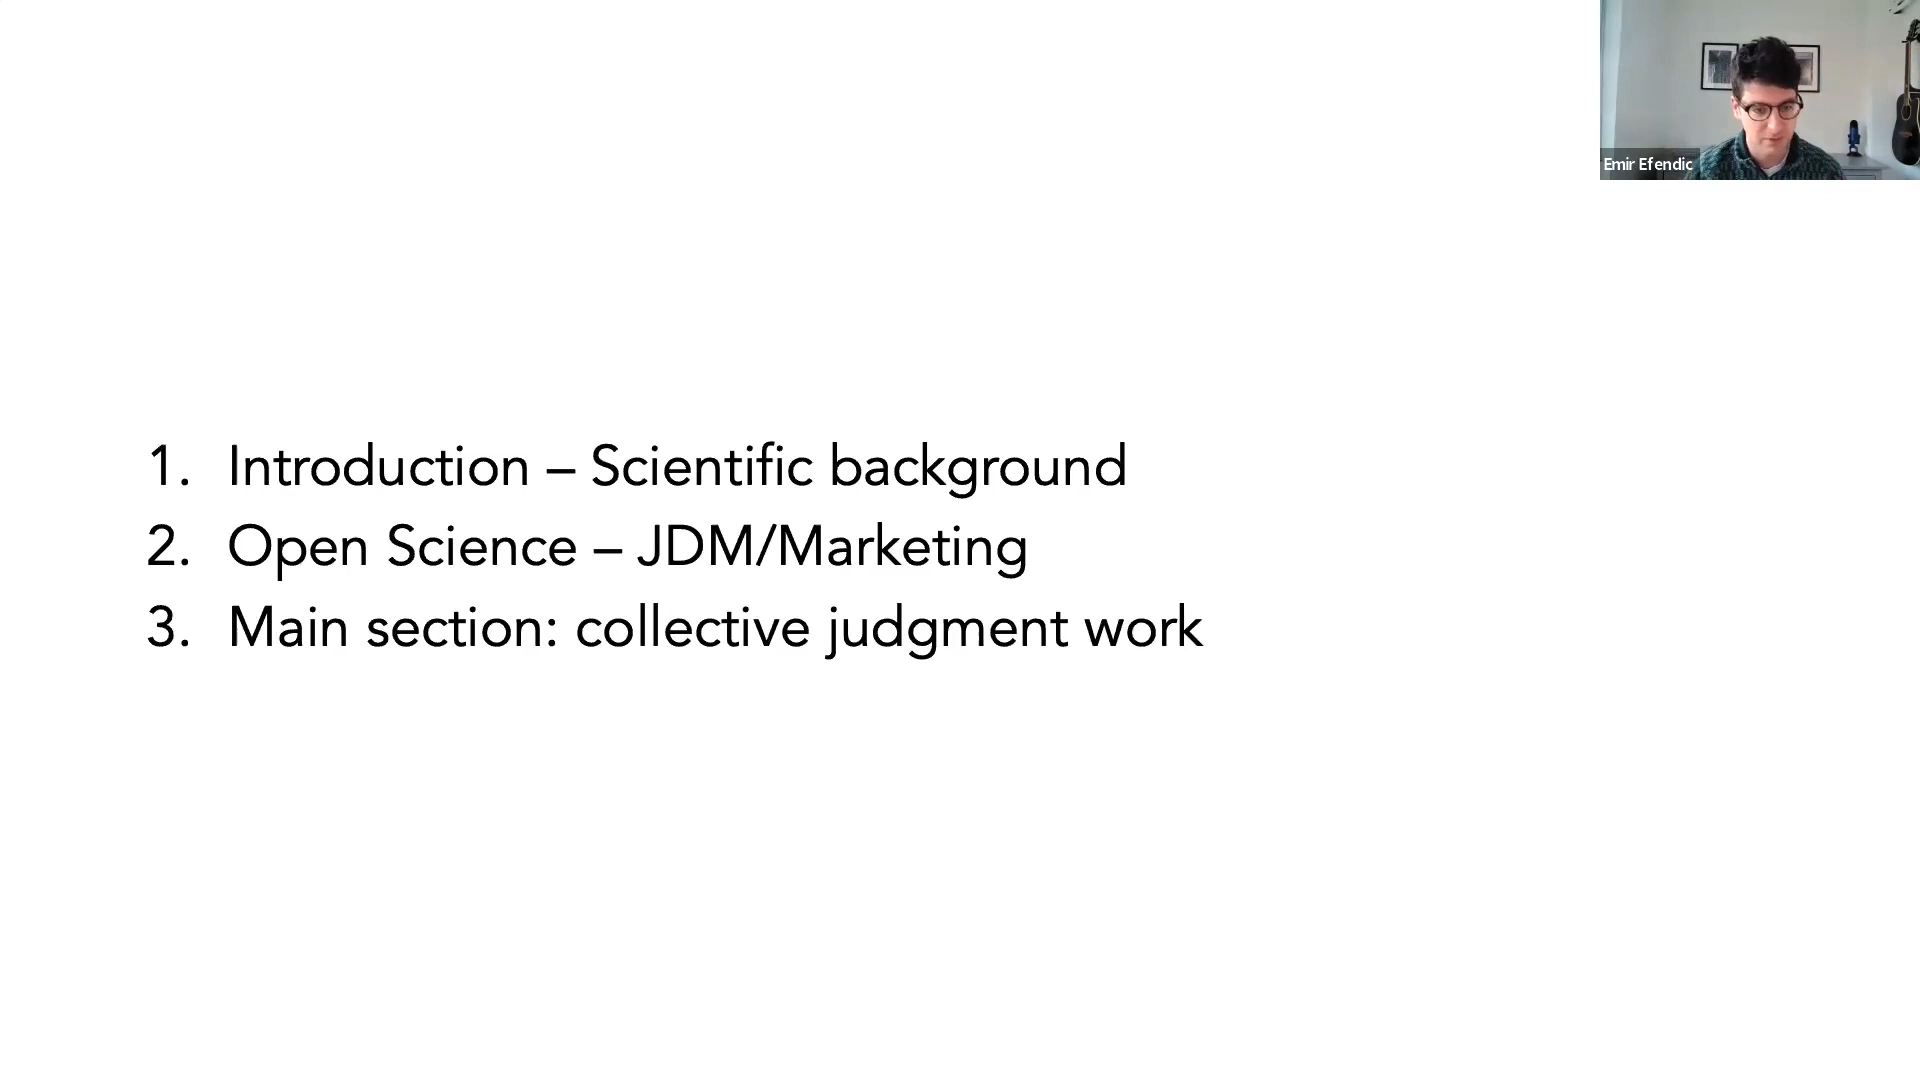 Emir Efendic
1. Introduction – Scientific background
2. Open Science – JDM/Marketing
3. Main section: collective judgment work